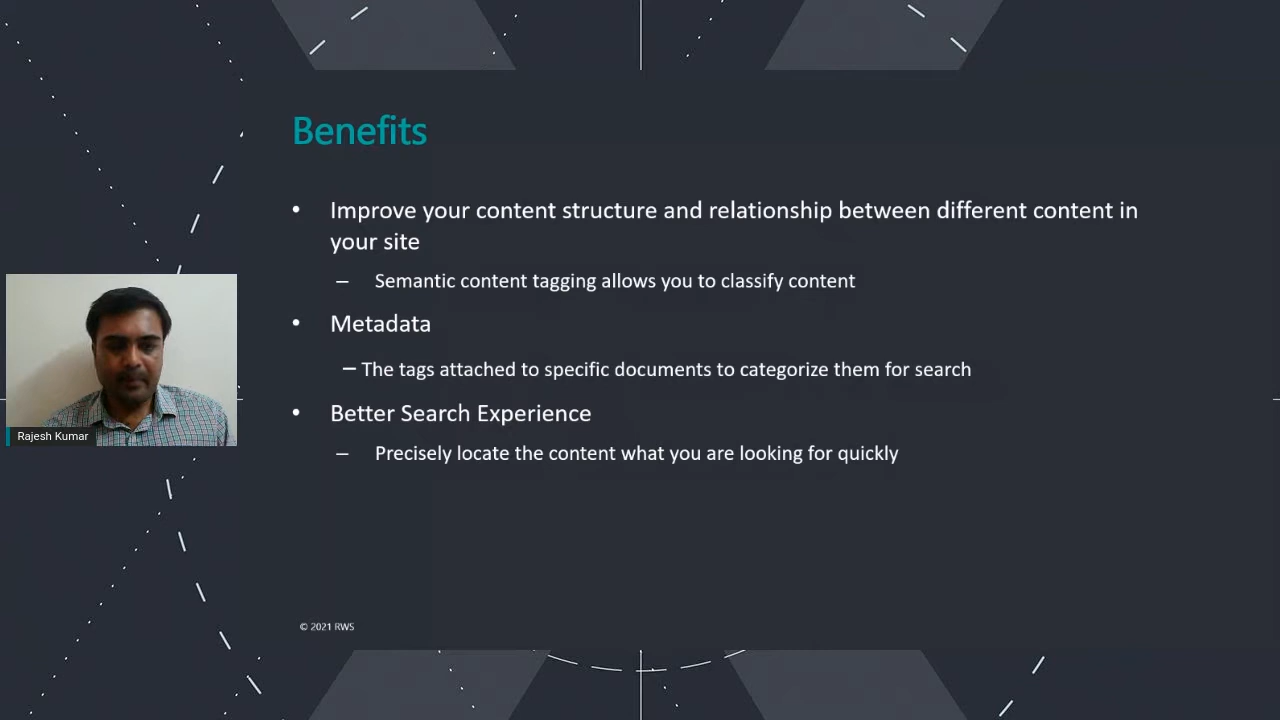 Benefits
• Improve your content structure and relationship between different content in
your site
– Semantic content tagging allows you to classify content
• Metadata
– The tags attached to specific documents to categorize them for search
• Better Search Experience
– Precisely locate the content what you are looking for quickly
Rajesh Kumar
© 2021 RWS